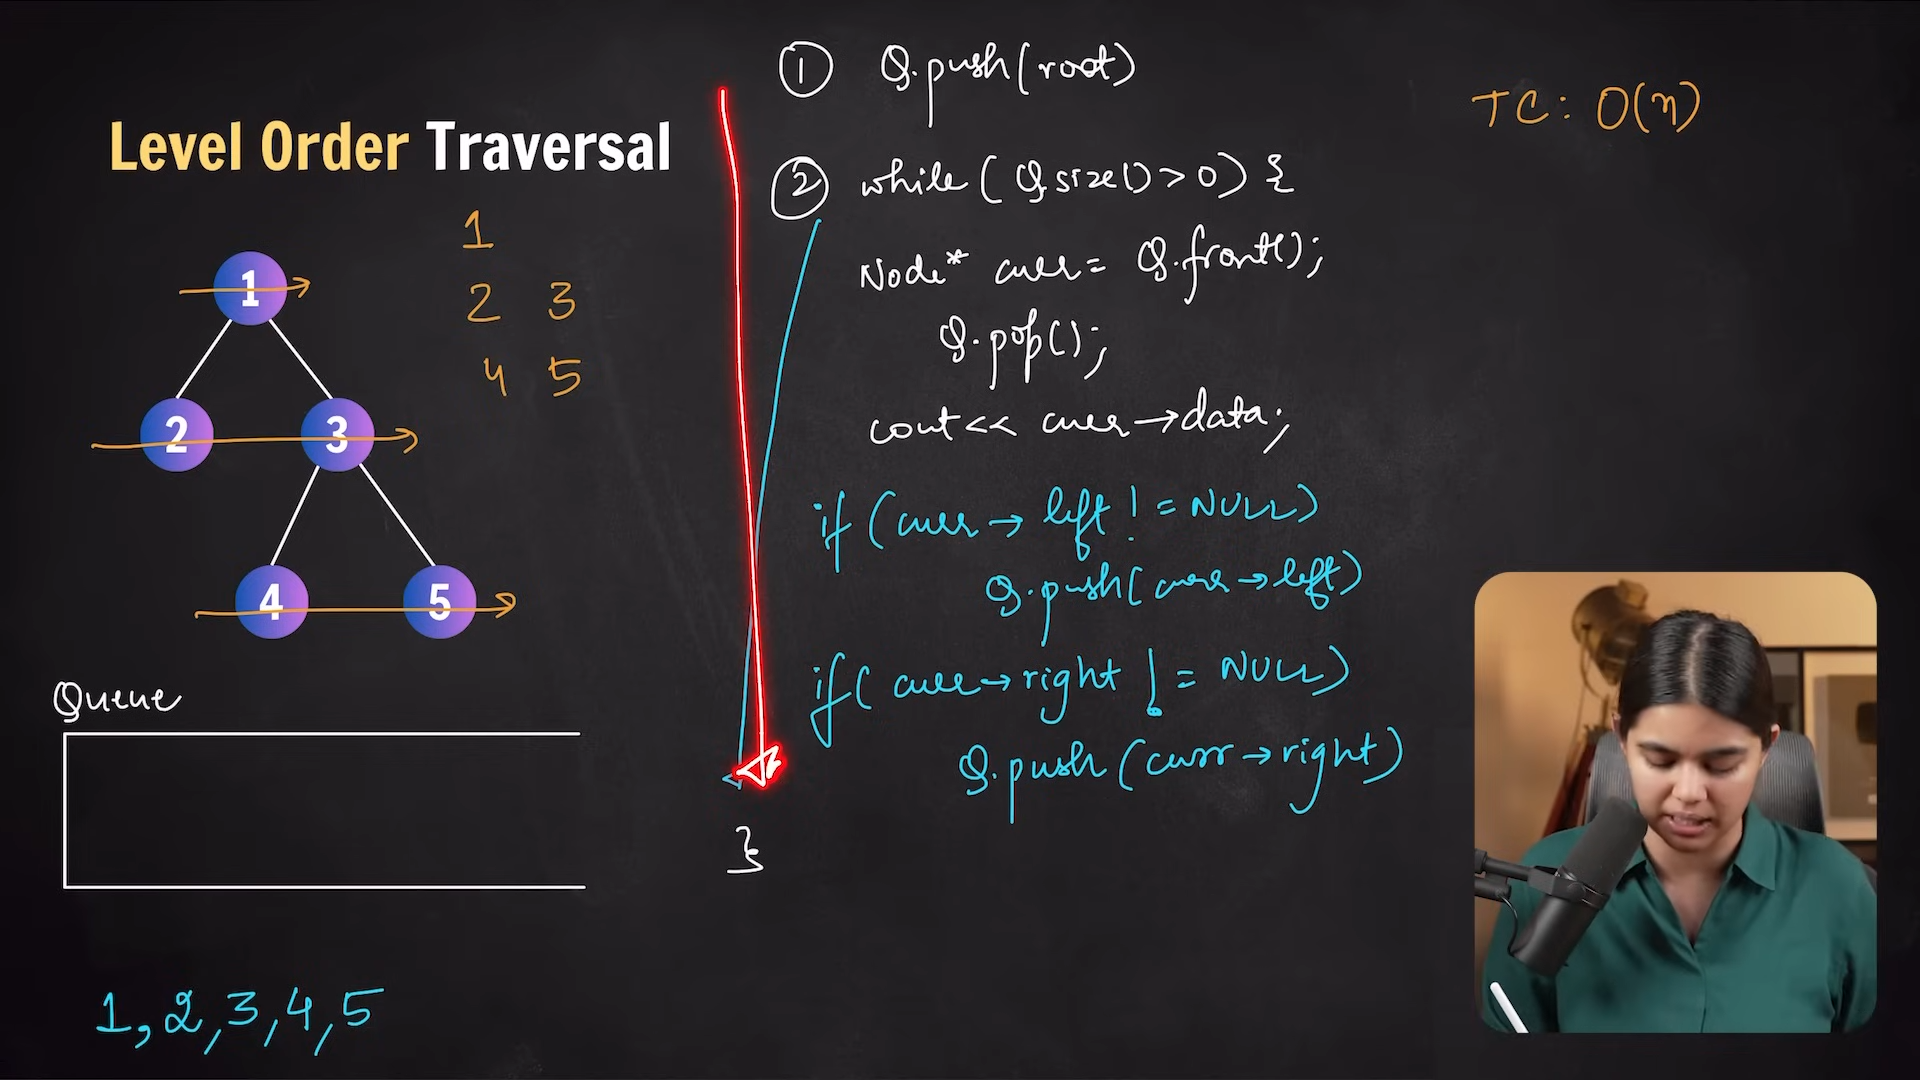 Level Order Traversal
1
2 3
4 5
1
2 3
4 5
Queue
1, 2, 3, 4, 5
① Q.push(root)
② while(Q.size()>0) {
Node* curr = Q.front();
Q.pop();
cout<< curr→data;
if(curr→left != NULL)
Q.push(curr→left)
if(curr→right != NULL)
Q.push(curr→right)
}
TC: O(n)